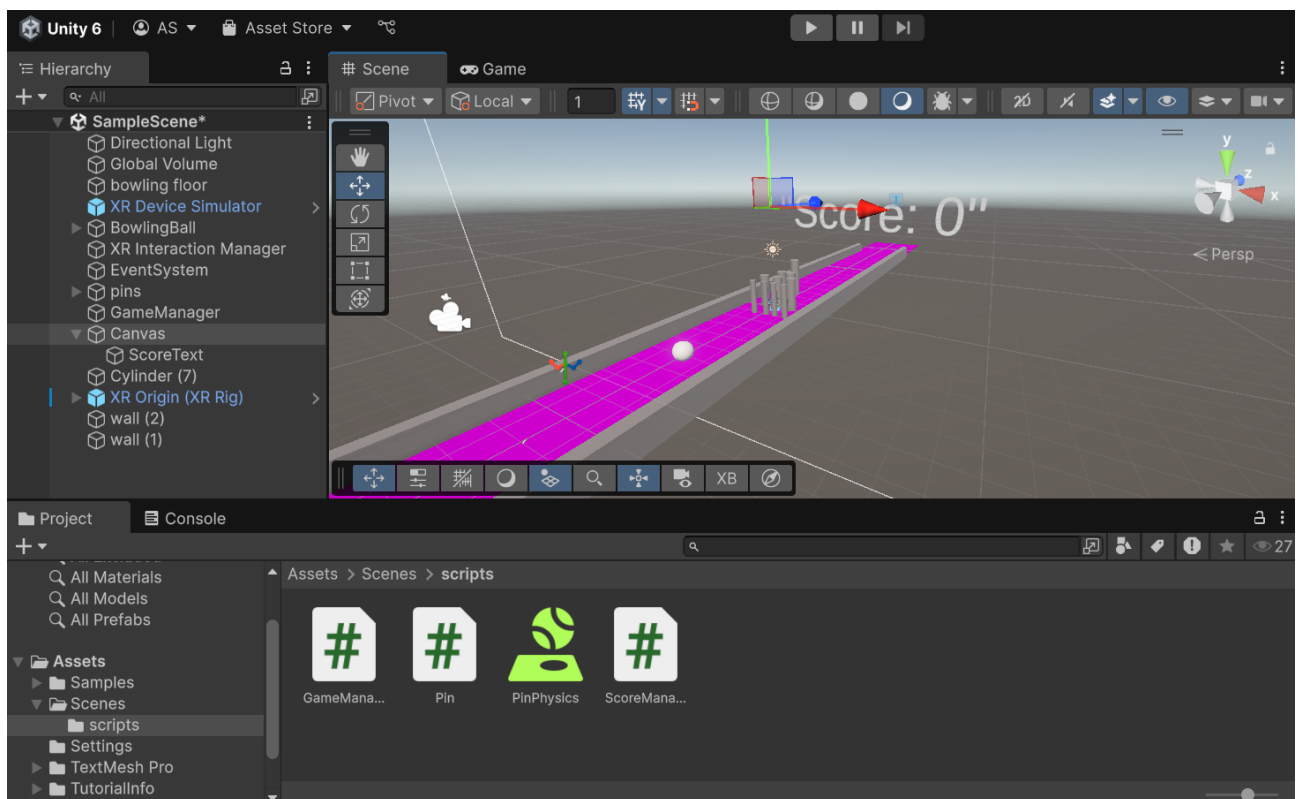 Unity 6 AS Asset Store
Hierarchy
All
SampleScene*
Directional Light
Global Volume
bowling floor
XR Device Simulator
BowlingBall
XR Interaction Manager
EventSystem
pins
GameManager
Canvas
ScoreText
Cylinder (7)
XR Origin (XR Rig)
wall (2)
wall (1)
Scene Game
Pivot Local 1 2D
y
z
x
Persp
"Score: 0"
XB
Project Console
27
All Materials
All Models
All Prefabs
Assets
Samples
Scenes
scripts
Settings
TextMesh Pro
TutorialInfo
Assets > Scenes > scripts
# # #
GameMana... Pin PinPhysics ScoreMana...